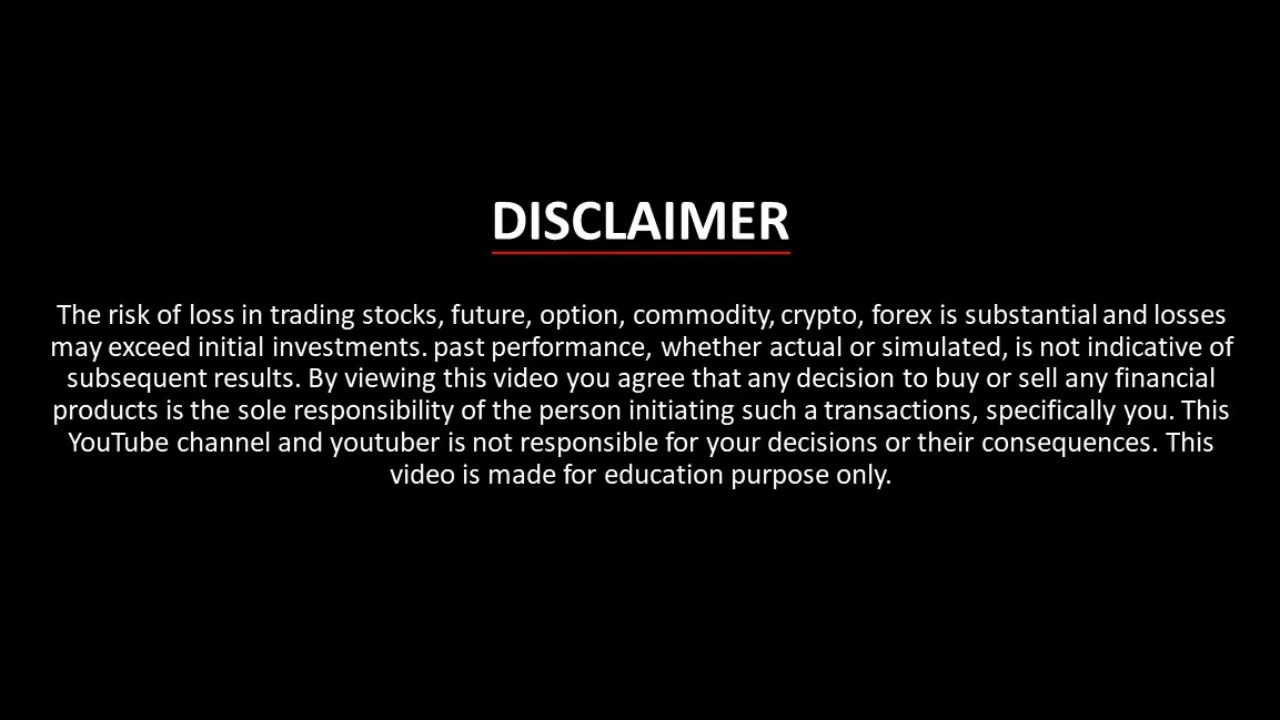 DISCLAIMER
The risk of loss in trading stocks, future, option, commodity, crypto, forex is substantial and losses
may exceed initial investments. past performance, whether actual or simulated, is not indicative of
subsequent results. By viewing this video you agree that any decision to buy or sell any financial
products is the sole responsibility of the person initiating such a transactions, specifically you. This
YouTube channel and youtuber is not responsible for your decisions or their consequences. This
video is made for education purpose only.